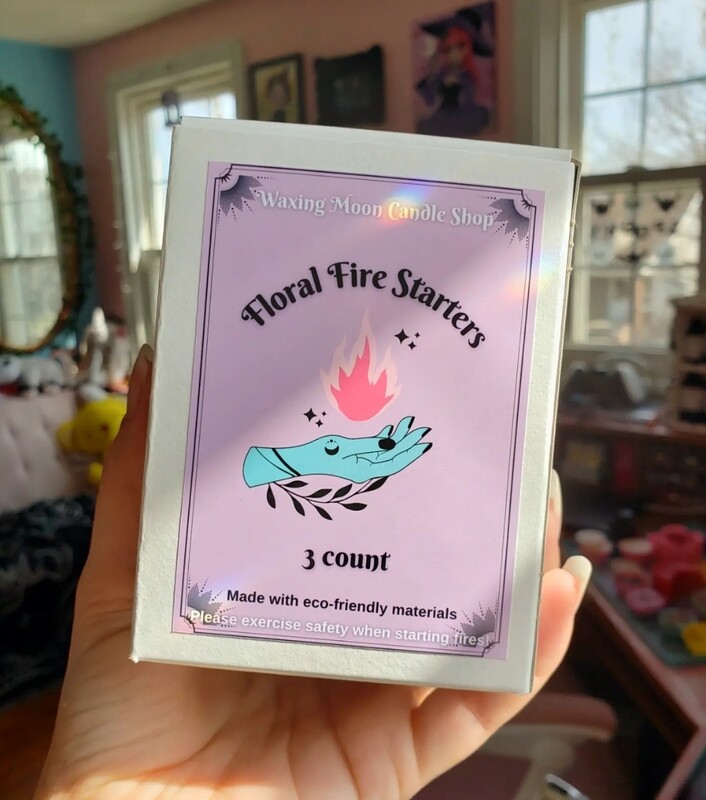 Waxing Moon Candle Shop
Floral Fire Starters
3 count
Made with eco-friendly materials
Please exercise safety when starting fires!